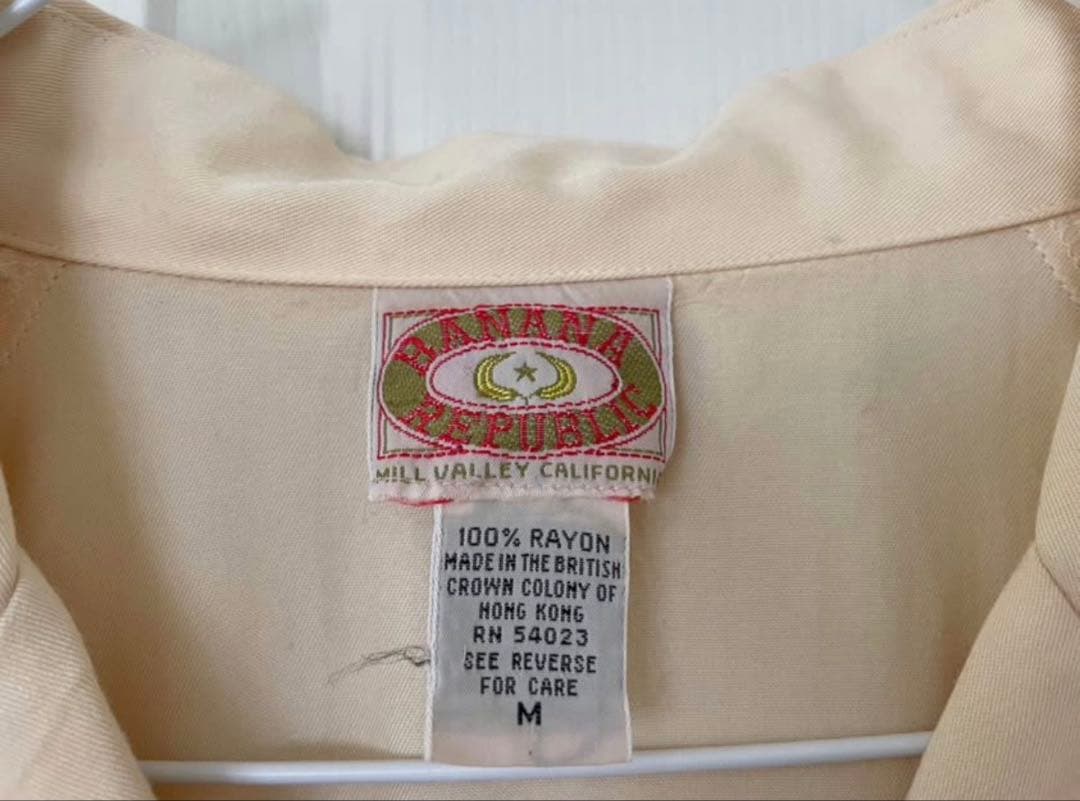 BANANA
REPUBLIC
MILL VALLEY CALIFORNI
100% RAYON
MADE IN THE BRITISH
CROWN COLONY OF
HONG KONG
RN 54023
SEE REVERSE
FOR CARE
M